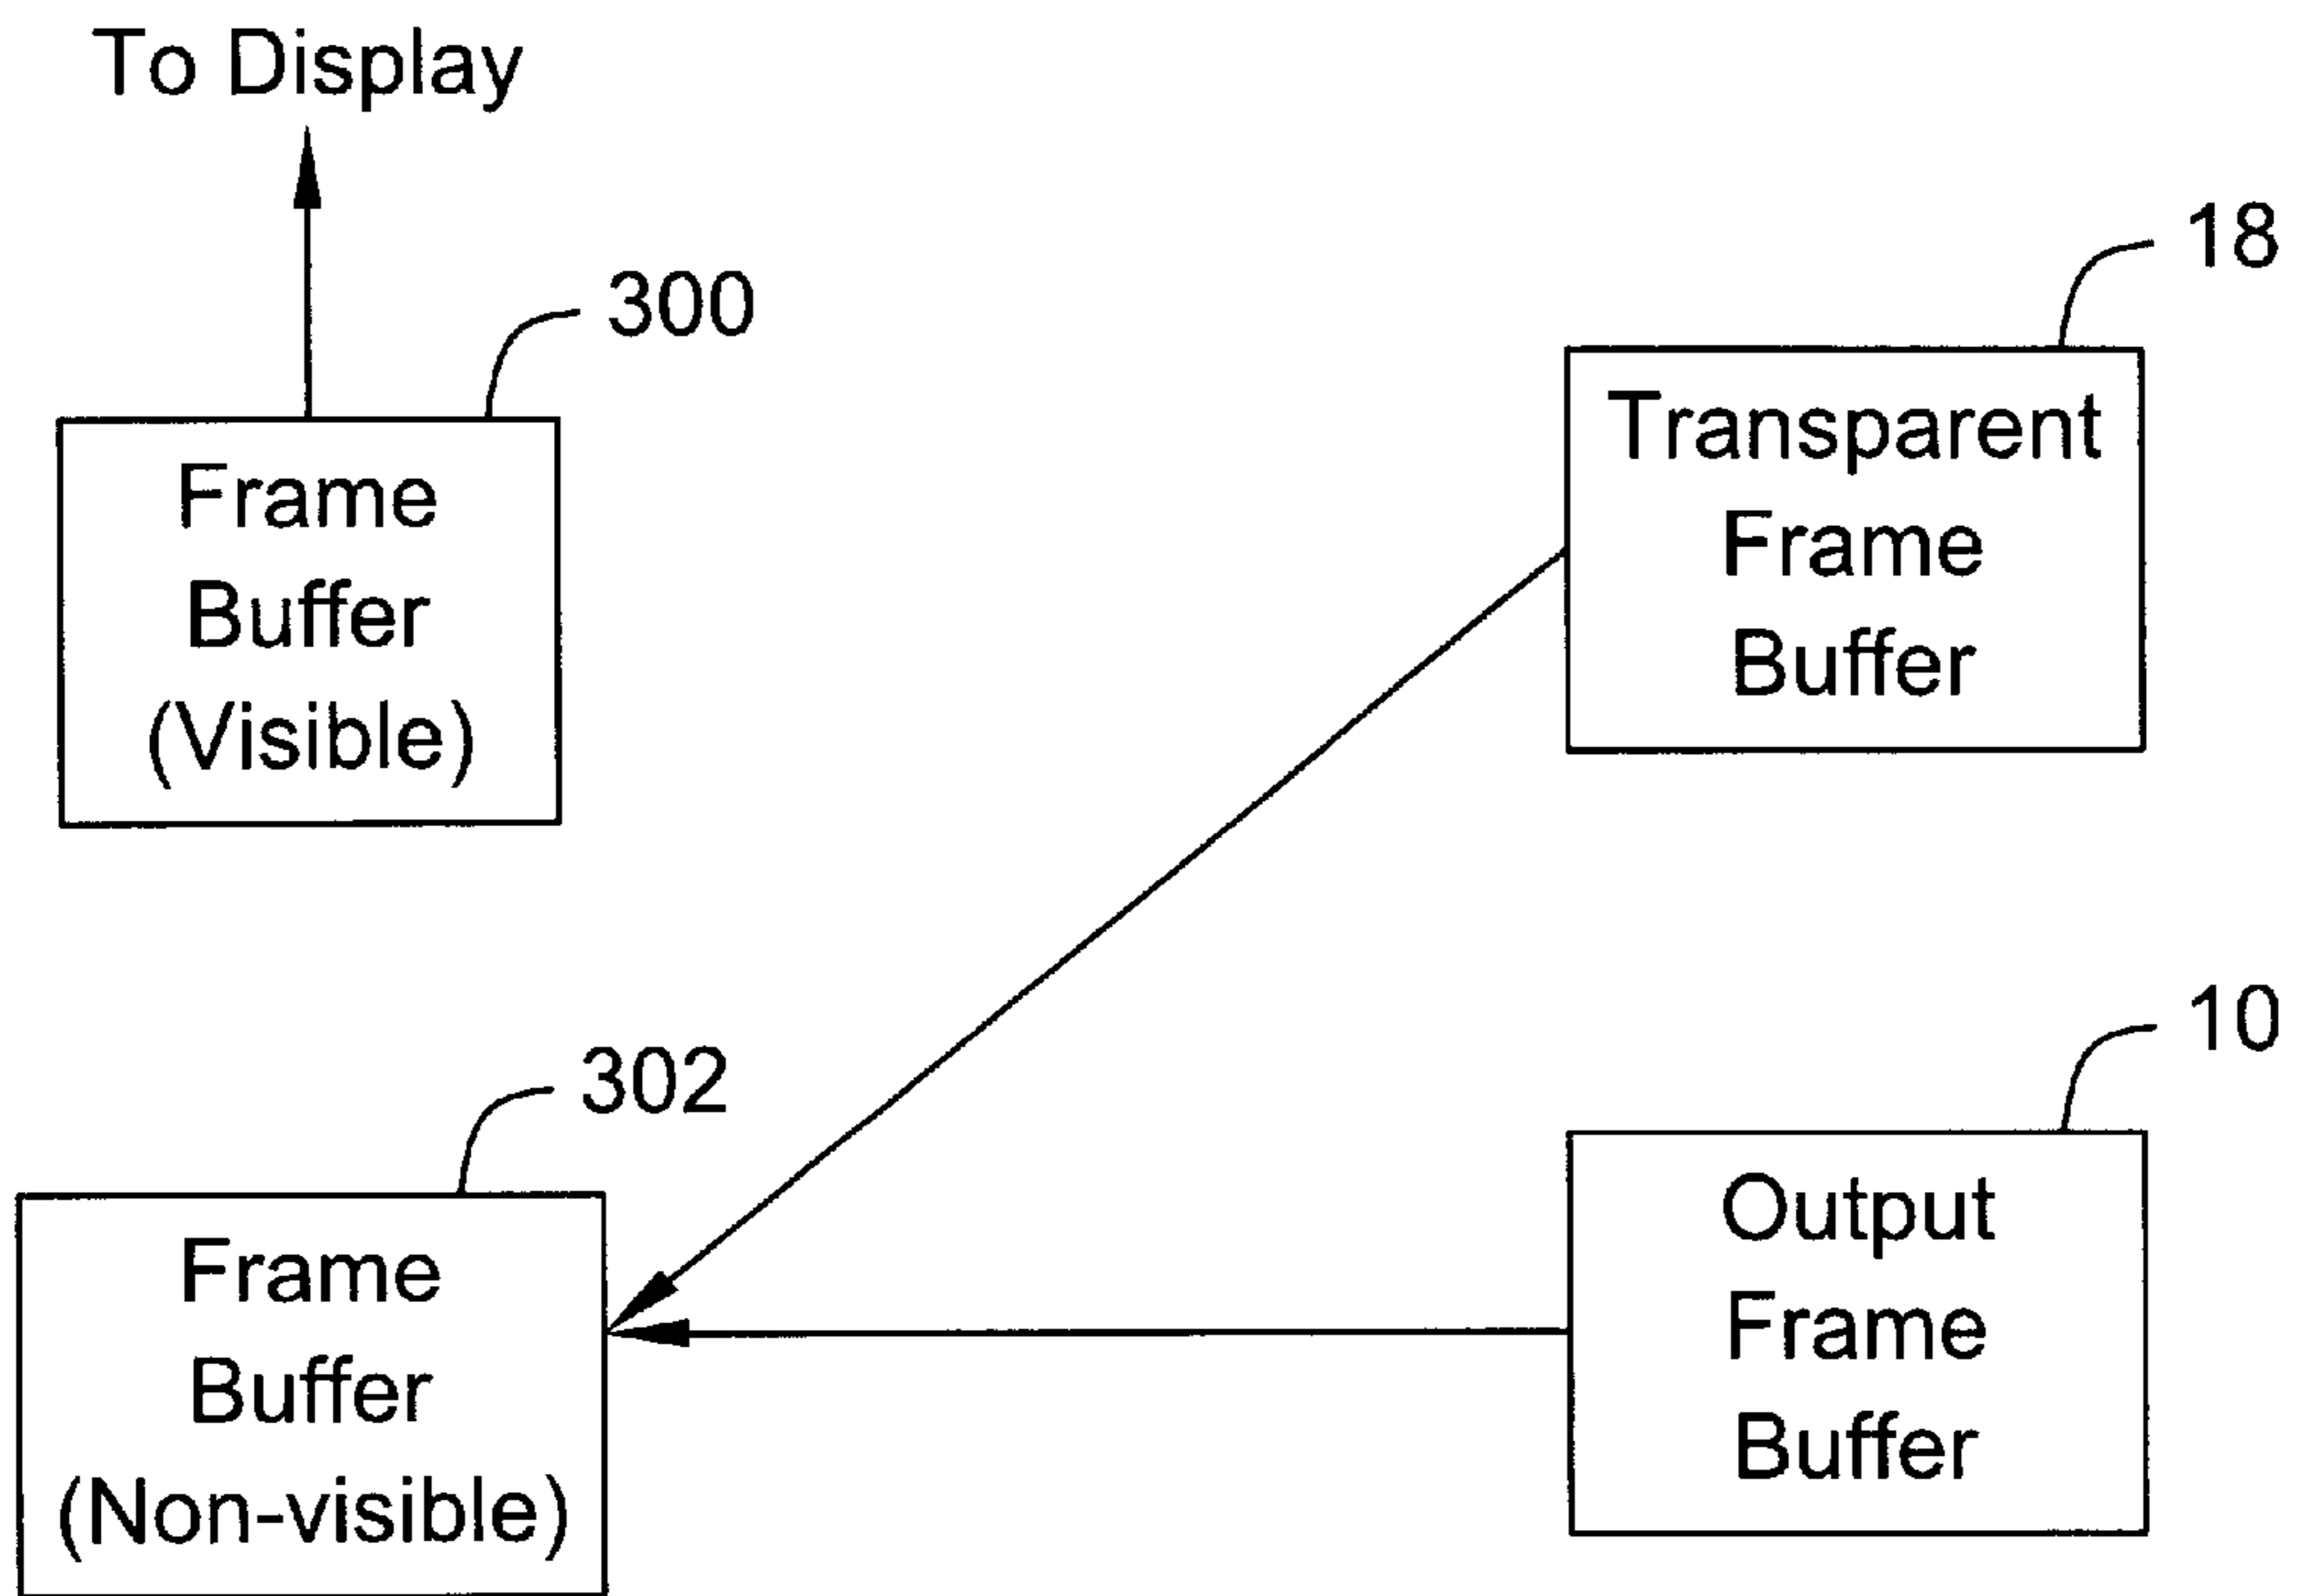 To Display
300
Frame
Buffer
(Visible)
18
Transparent
Frame
Buffer
302
Frame
Buffer
(Non-visible)
10
Output
Frame
Buffer